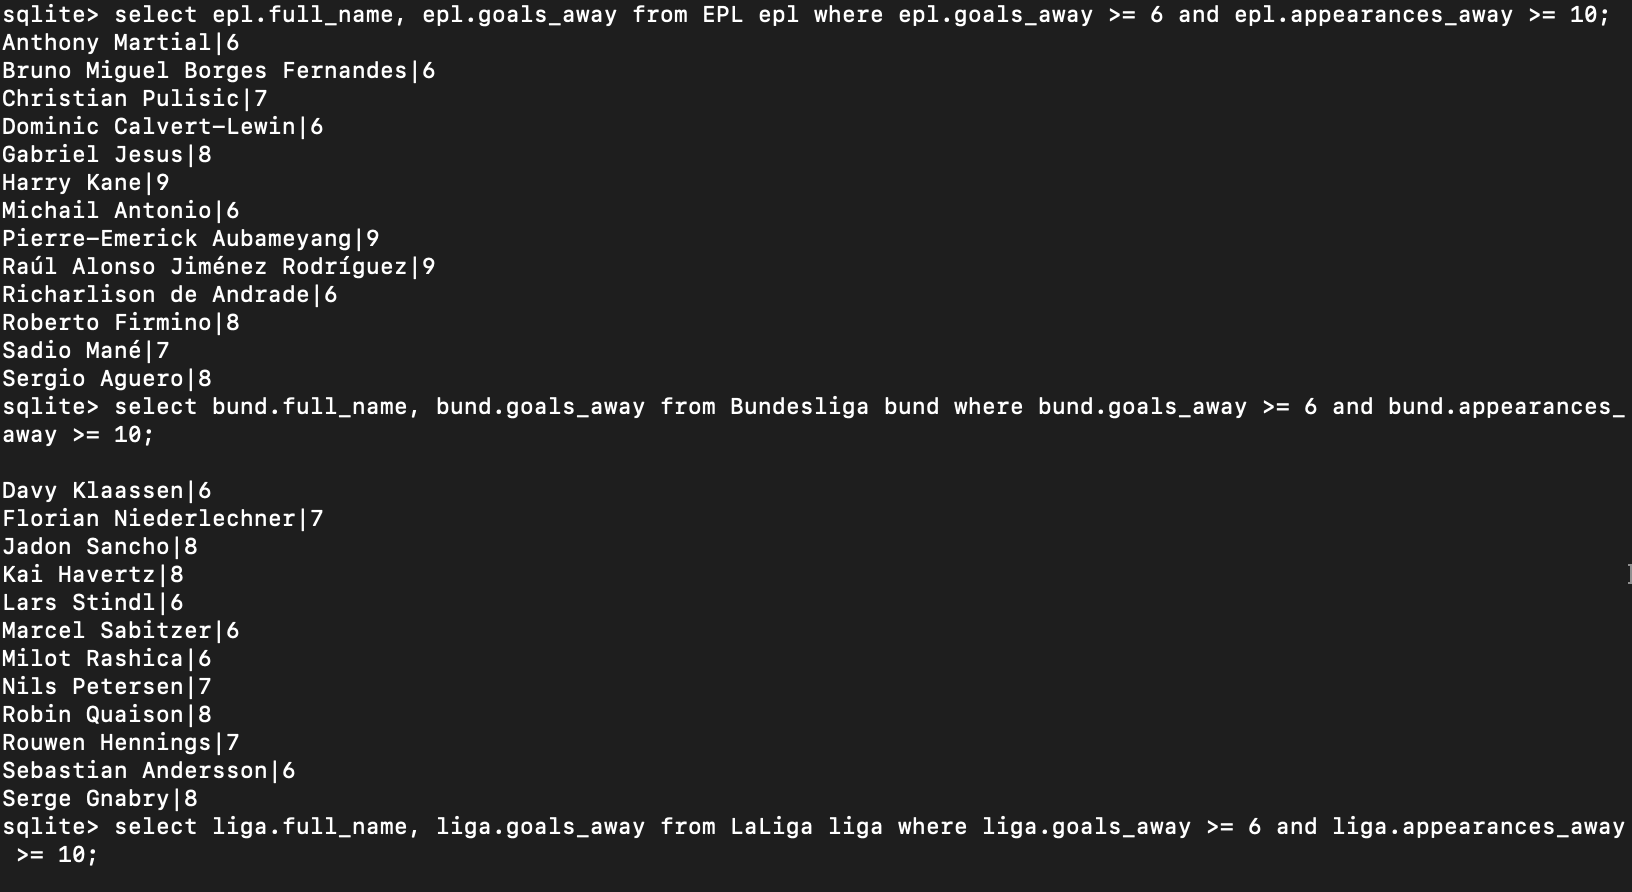 sqlite> select epl.full_name, epl.goals_away from EPL epl where epl.goals_away >= 6 and epl.appearances_away >= 10;
Anthony Martial|6
Bruno Miguel Borges Fernandes|6
Christian Pulisic|7
Dominic Calvert-Lewin|6
Gabriel Jesus|8
Harry Kane|9
Michail Antonio|6
Pierre-Emerick Aubameyang|9
Raúl Alonso Jiménez Rodríguez|9
Richarlison de Andrade|6
Roberto Firmino|8
Sadio Mané|7
Sergio Aguero|8
sqlite> select bund.full_name, bund.goals_away from Bundesliga bund where bund.goals_away >= 6 and bund.appearances_
away >= 10;
Davy Klaassen|6
Florian Niederlechner|7
Jadon Sancho|8
Kai Havertz|8
Lars Stindl|6
Marcel Sabitzer|6
Milot Rashica|6
Nils Petersen|7
Robin Quaison|8
Rouwen Hennings|7
Sebastian Andersson|6
Serge Gnabry|8
sqlite> select liga.full_name, liga.goals_away from LaLiga liga where liga.goals_away >= 6 and liga.appearances_away
 >= 10;